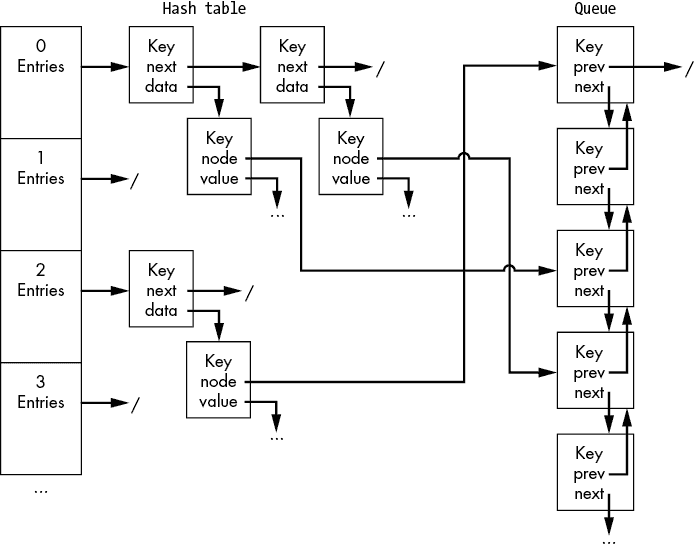 Hash table
Queue
0
Entries
Key
next
data
/
Key
next
data
/
Key
node
value
...
Key
node
value
...
1
Entries
/
2
Entries
Key
next
data
/
Key
node
value
...
3
Entries
/
...
Key
prev
next
/
Key
prev
next
Key
prev
next
Key
prev
next
Key
prev
next
...